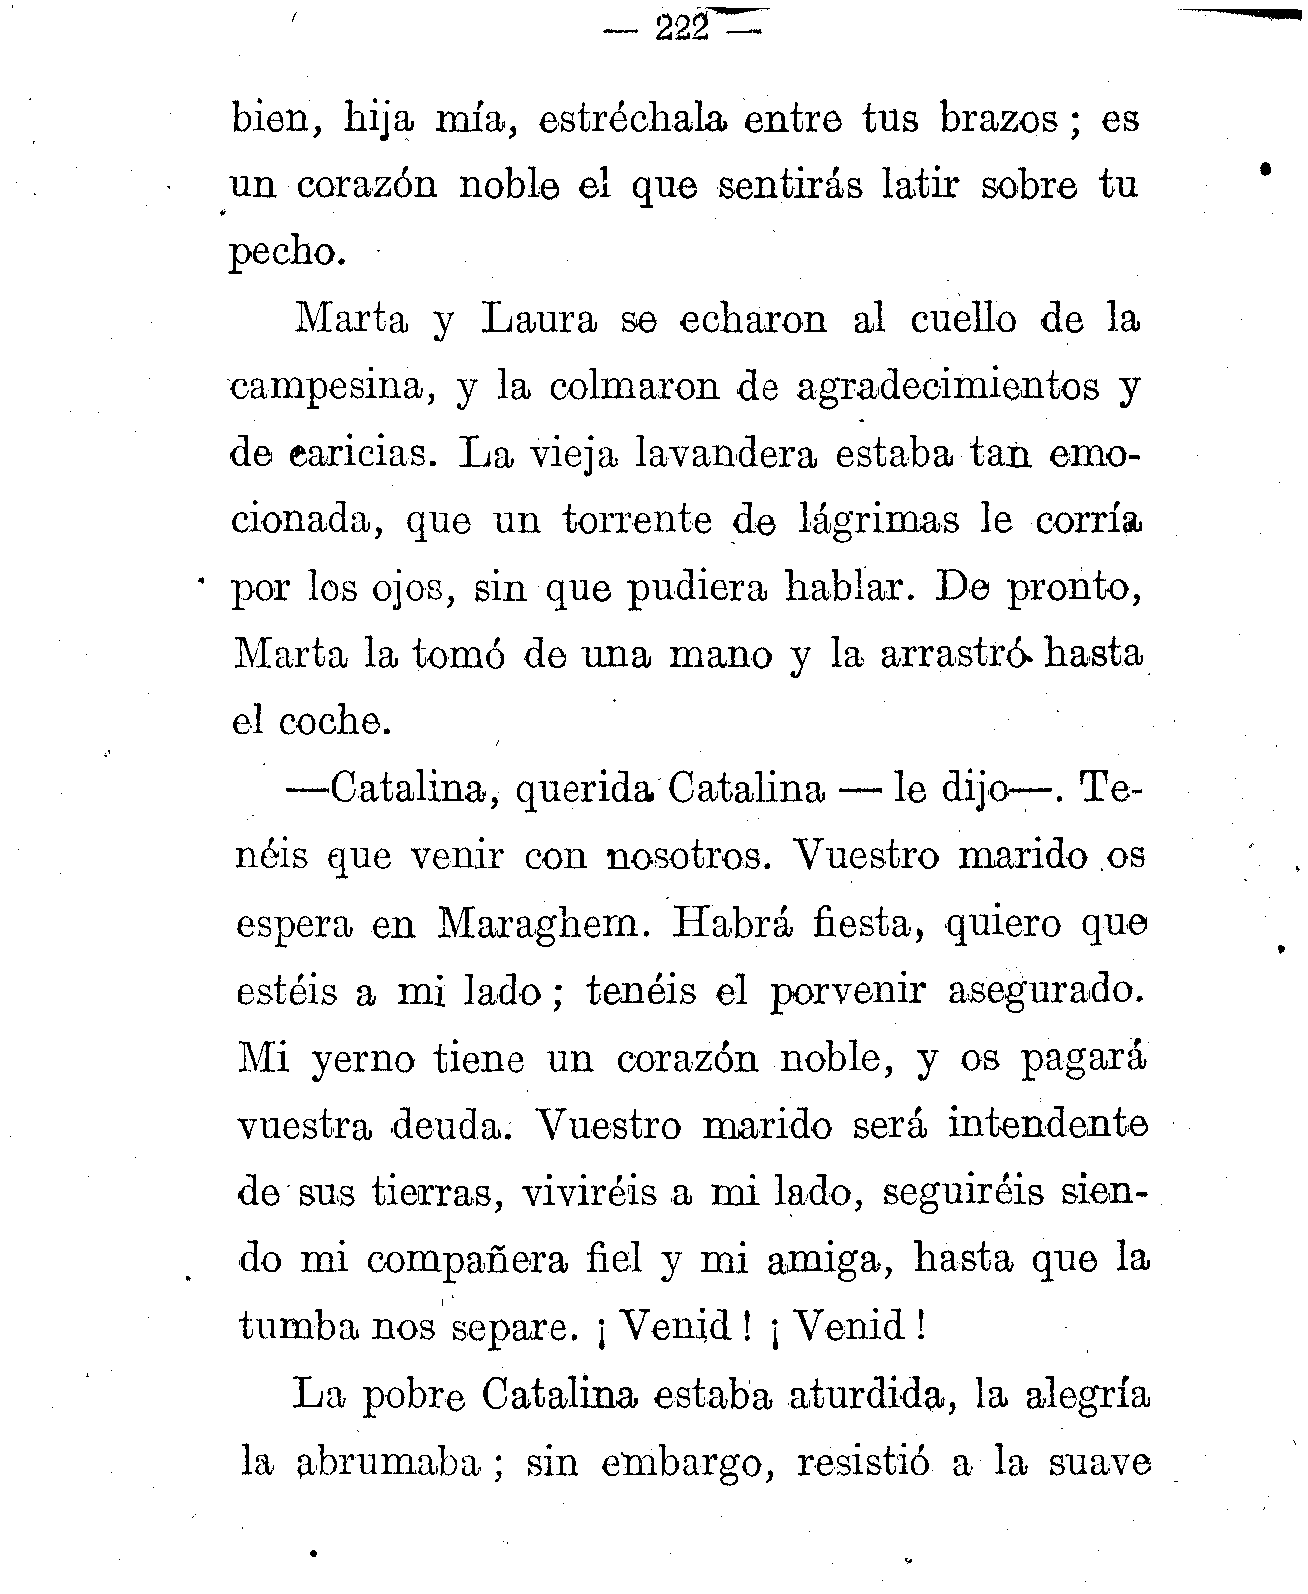 — 222 —
bien, hija mía, estréchala entre tus brazos; es
un corazón noble el que sentirás latir sobre tu
pecho.
Marta y Laura se echaron al cuello de la
campesina, y la colmaron de agradecimientos y
de caricias. La vieja lavandera estaba tan emo-
cionada, que un torrente de lágrimas le corría
por los ojos, sin que pudiera hablar. De pronto,
Marta la tomó de una mano y la arrastró hasta
el coche.
—Catalina, querida Catalina — le dijo—. Te-
néis que venir con nosotros. Vuestro marido os
espera en Maraghem. Habrá fiesta, quiero que
estéis a mi lado; tenéis el porvenir asegurado.
Mi yerno tiene un corazón noble, y os pagará
vuestra deuda. Vuestro marido será intendente
de sus tierras, viviréis a mi lado, seguiréis sien-
do mi compañera fiel y mi amiga, hasta que la
tumba nos separe. ¡Venid! ¡Venid!
La pobre Catalina estaba aturdida, la alegría
la abrumaba; sin embargo, resistió a la suave